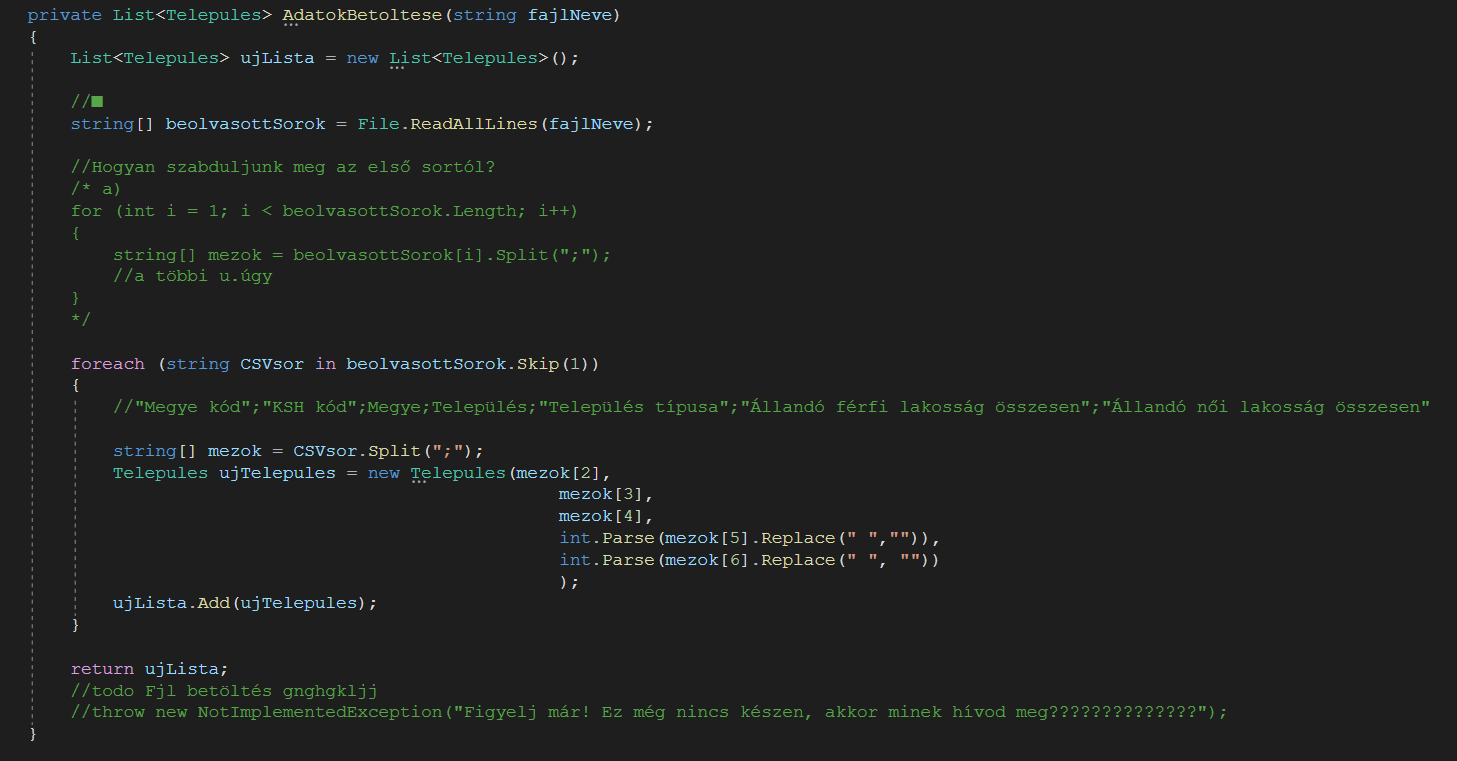 private List<Telepules> AdatokBetoltese(string fajlNeve)
{
    List<Telepules> ujLista = new List<Telepules>();

    //■
    string[] beolvasottSorok = File.ReadAllLines(fajlNeve);

    //Hogyan szabduljunk meg az első sortól?
    /* a)
    for (int i = 1; i < beolvasottSorok.Length; i++)
    {
        string[] mezok = beolvasottSorok[i].Split(";");
        //a többi u.úgy
    }
    */

    foreach (string CSVsor in beolvasottSorok.Skip(1))
    {
        //"Megye kód";"KSH kód";Megye;Település;"Település típusa";"Állandó férfi lakosság összesen";"Állandó női lakosság összesen"

        string[] mezok = CSVsor.Split(";");
        Telepules ujTelepules = new Telepules(mezok[2],
                                                  mezok[3],
                                                  mezok[4],
                                                  int.Parse(mezok[5].Replace(" ","")),
                                                  int.Parse(mezok[6].Replace(" ", ""))
                                                  );
        ujLista.Add(ujTelepules);
    }

    return ujLista;
    //todo Fjl betöltés gnghgkljj
    //throw new NotImplementedException("Figyelj már! Ez még nincs készen, akkor minek hívod meg??????????????");
}